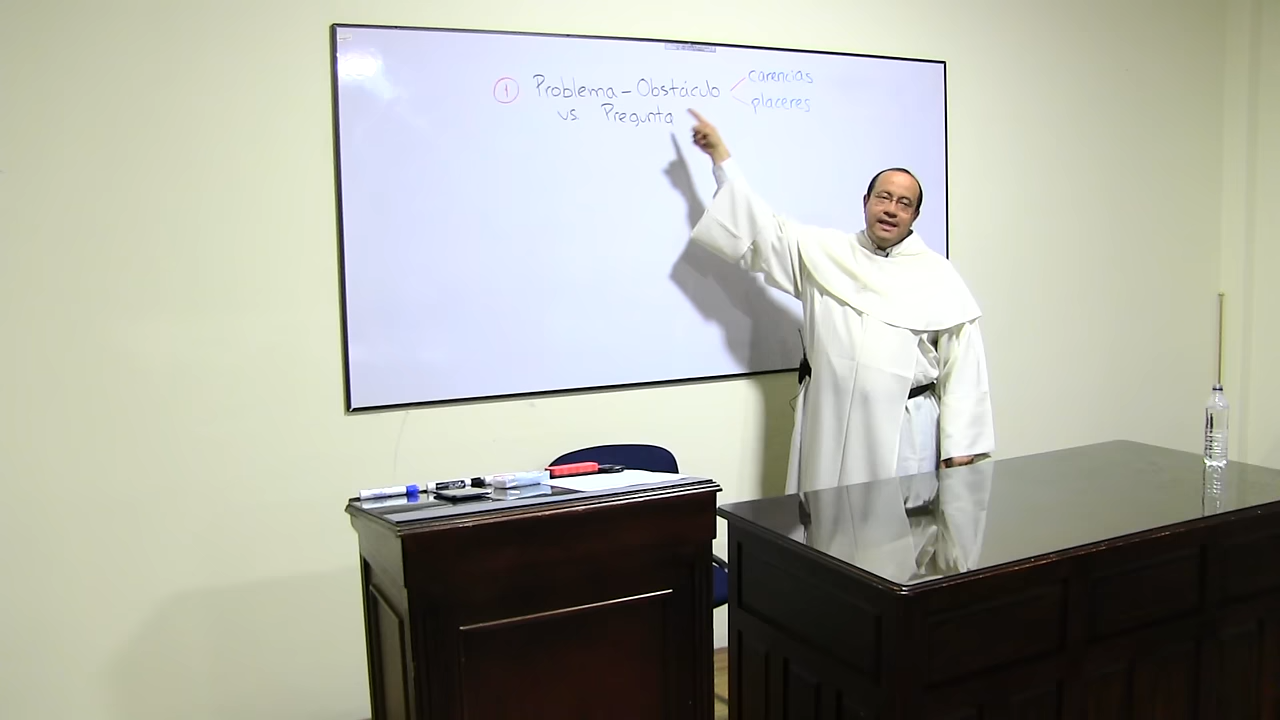 1 Problema - Obstáculo
carencias
placeres
vs. Pregunta